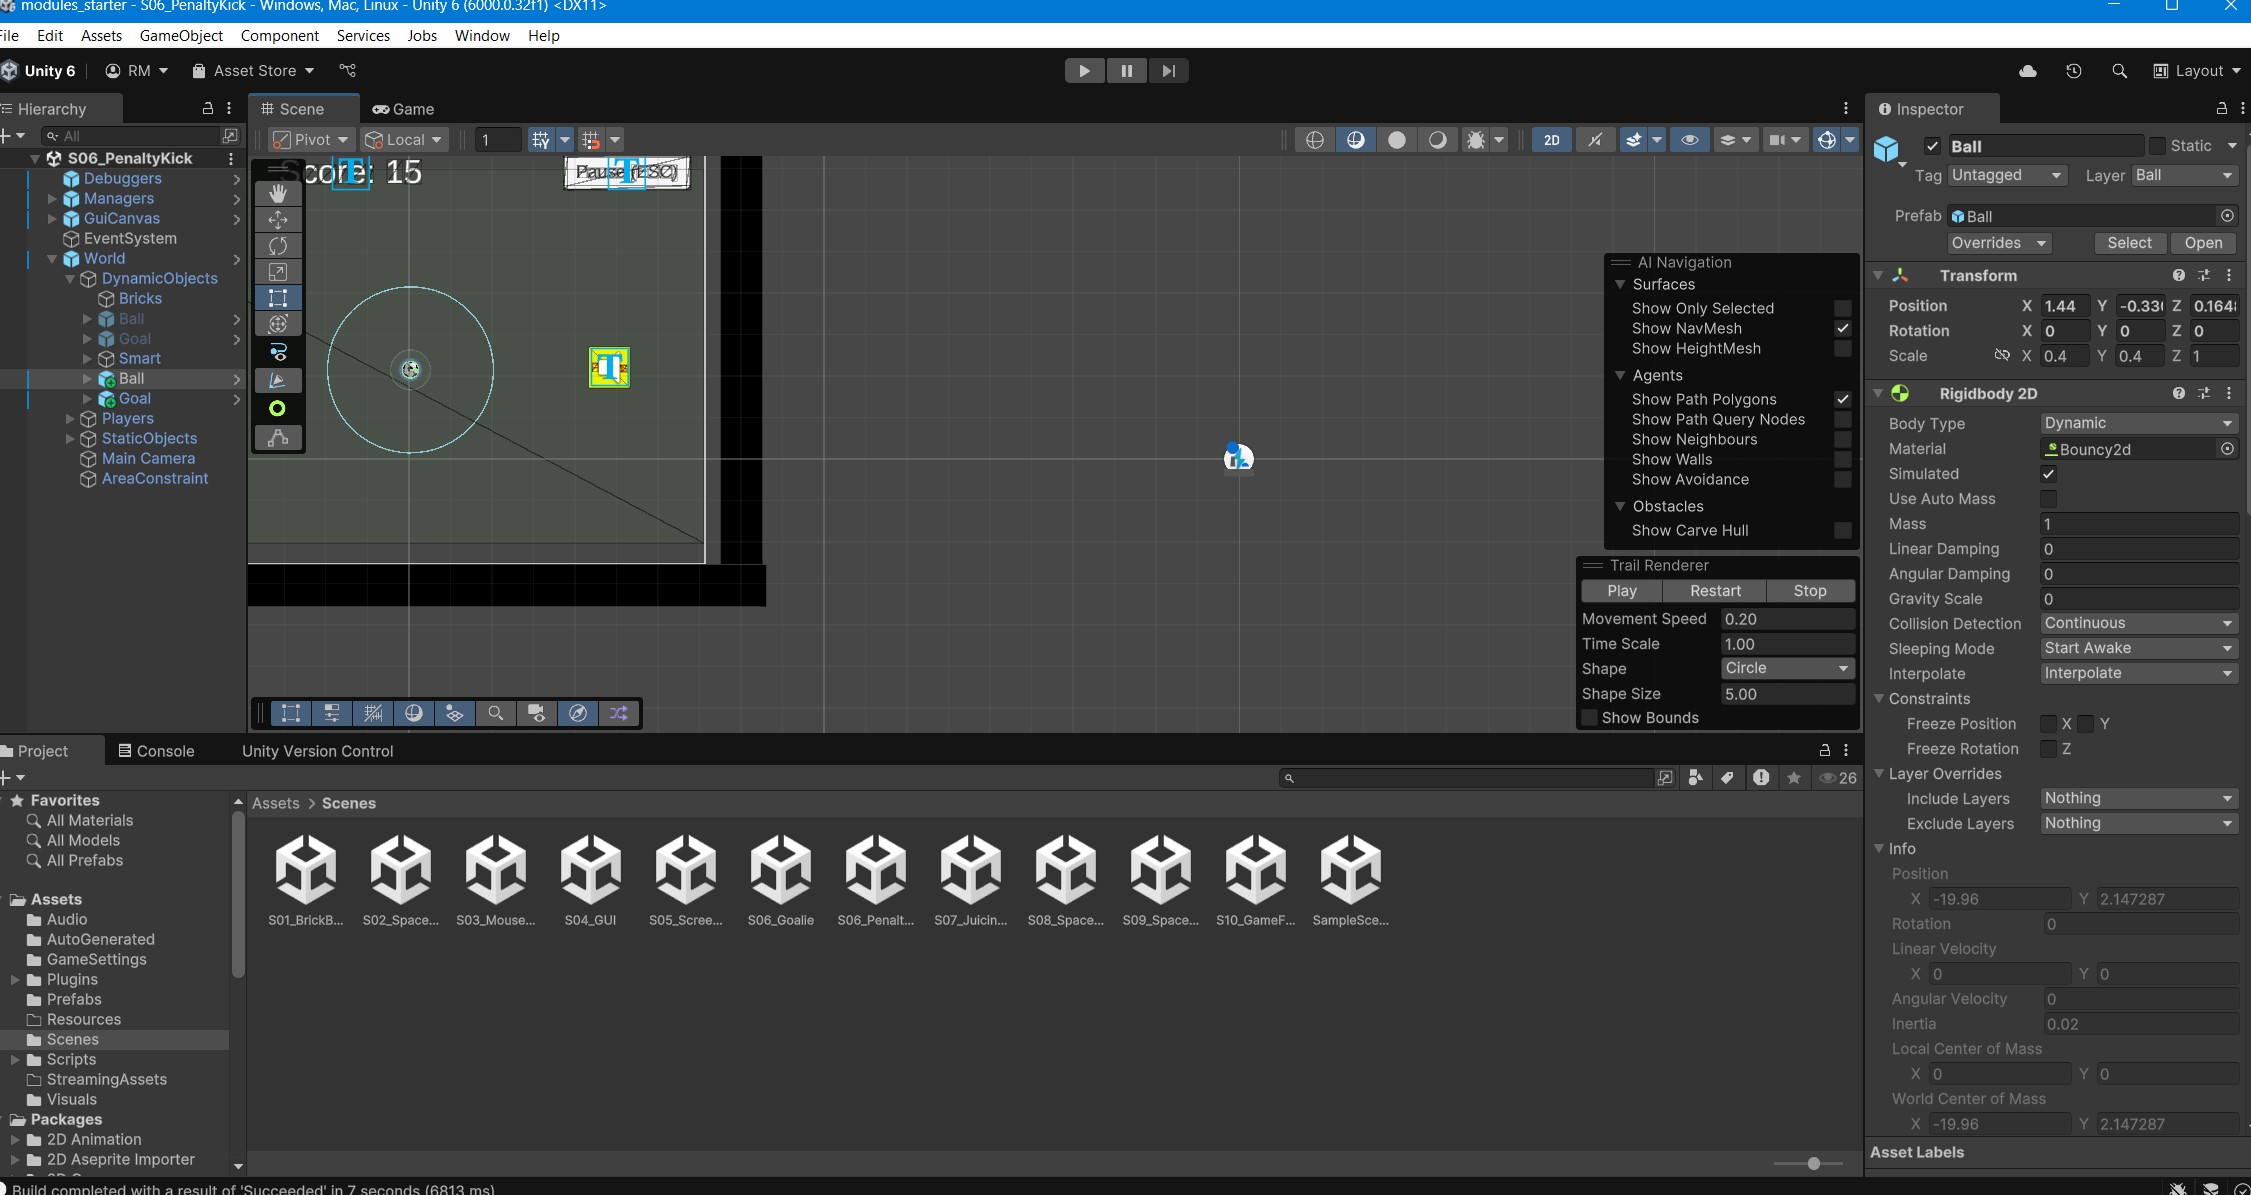 modules_starter - S06_PenaltyKick - Windows, Mac, Linux - Unity 6 (6000.0.32f1) <DX11>
File Edit Assets GameObject Component Services Jobs Window Help
Unity 6 RM Asset Store Layout
Hierarchy
All
S06_PenaltyKick
Debuggers
Managers
GuiCanvas
EventSystem
World
DynamicObjects
Bricks
Ball
Goal
Smart
Ball
Goal
Players
StaticObjects
Main Camera
AreaConstraint
Scene Game
Pivot Local 1 2D
Score: 15
Pause (ESC)
AI Navigation
Surfaces
Show Only Selected
Show NavMesh
Show HeightMesh
Agents
Show Path Polygons
Show Path Query Nodes
Show Neighbours
Show Walls
Show Avoidance
Obstacles
Show Carve Hull
Trail Renderer
Play Restart Stop
Movement Speed 0.20
Time Scale 1.00
Shape Circle
Shape Size 5.00
Show Bounds
Inspector
Ball Static
Tag Untagged Layer Ball
Prefab Ball
Overrides Select Open
Transform
Position X 1.44 Y -0.33 Z 0.164
Rotation X 0 Y 0 Z 0
Scale X 0.4 Y 0.4 Z 1
Rigidbody 2D
Body Type Dynamic
Material Bouncy2d
Simulated
Use Auto Mass
Mass 1
Linear Damping 0
Angular Damping 0
Gravity Scale 0
Collision Detection Continuous
Sleeping Mode Start Awake
Interpolate Interpolate
Constraints
Freeze Position X Y
Freeze Rotation Z
Layer Overrides
Include Layers Nothing
Exclude Layers Nothing
Info
Position
X -19.96 Y 2.147287
Rotation 0
Linear Velocity
X 0 Y 0
Angular Velocity 0
Inertia 0.02
Local Center of Mass
X 0 Y 0
World Center of Mass
X -19.96 Y 2.147287
Asset Labels
Project Console Unity Version Control
26
Favorites
All Materials
All Models
All Prefabs
Assets
Audio
AutoGenerated
GameSettings
Plugins
Prefabs
Resources
Scenes
Scripts
StreamingAssets
Visuals
Packages
2D Animation
2D Aseprite Importer
Assets > Scenes
S01_BrickB... S02_Space... S03_Mouse... S04_GUI S05_Scree... S06_Goalie S06_Penalt... S07_Juicin... S08_Space... S09_Space... S10_GameF... SampleSce...
Build completed with a result of 'Succeeded' in 7 seconds (6813 ms)